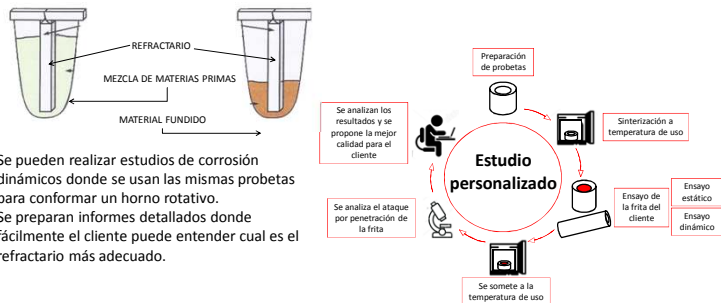 REFRACTARIO
MEZCLA DE MATERIAS PRIMAS
MATERIAL FUNDIDO
Se pueden realizar estudios de corrosión
dinámicos donde se usan las mismas probetas
para conformar un horno rotativo.
Se preparan informes detallados donde
fácilmente el cliente puede entender cual es el
refractario más adecuado.
Preparación
de probetas
Sinterización a
temperatura de uso
Ensayo de
la frita del
cliente
Ensayo
estático
Ensayo
dinámico
Se somete a la
temperatura de uso
Se analiza el ataque
por penetración de
la frita
Se analizan los
resultados y se
propone la mejor
calidad para el
cliente
Estudio
personalizado